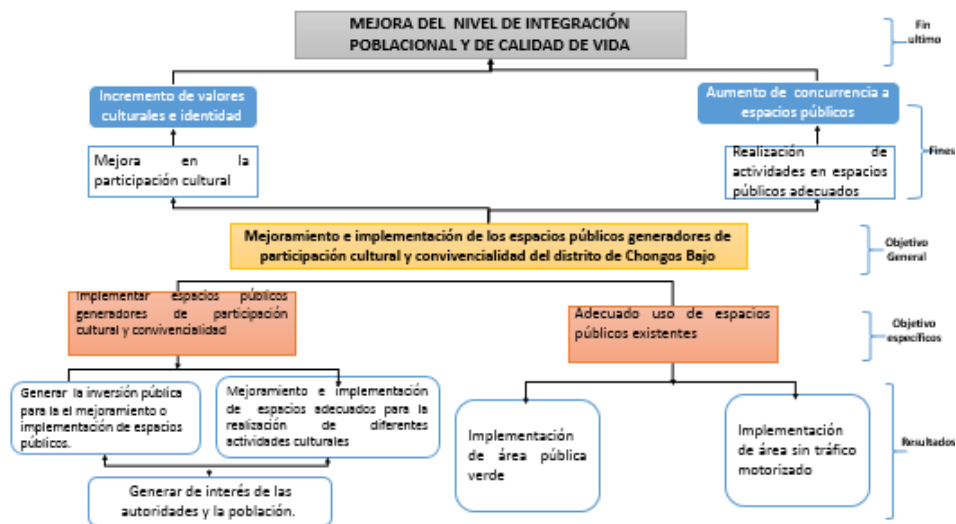 MEJORA DEL NIVEL DE INTEGRACIÓN
POBLACIONAL Y DE CALIDAD DE VIDA
Fin
ultimo
Incremento de valores
culturales e identidad
Aumento de concurrencia a
espacios públicos
Mejora en la
participación cultural
Realización de
actividades en espacios
públicos adecuados
Fines
Mejoramiento e implementación de los espacios públicos generadores de
participación cultural y convivencialidad del distrito de Chongos Bajo
Objetivo
General
Implementar espacios públicos
generadores de participación
cultural y convivencialidad
Adecuado uso de espacios
públicos existentes
Objetivo
específicos
Generar la inversión pública
para la el mejoramiento o
implementación de espacios
públicos.
Mejoramiento e implementación
de espacios adecuados para la
realización de diferentes
actividades culturales
Implementación
de área pública
verde
Implementación
de área sin tráfico
motorizado
Resultados
Generar de interés de las
autoridades y la población.